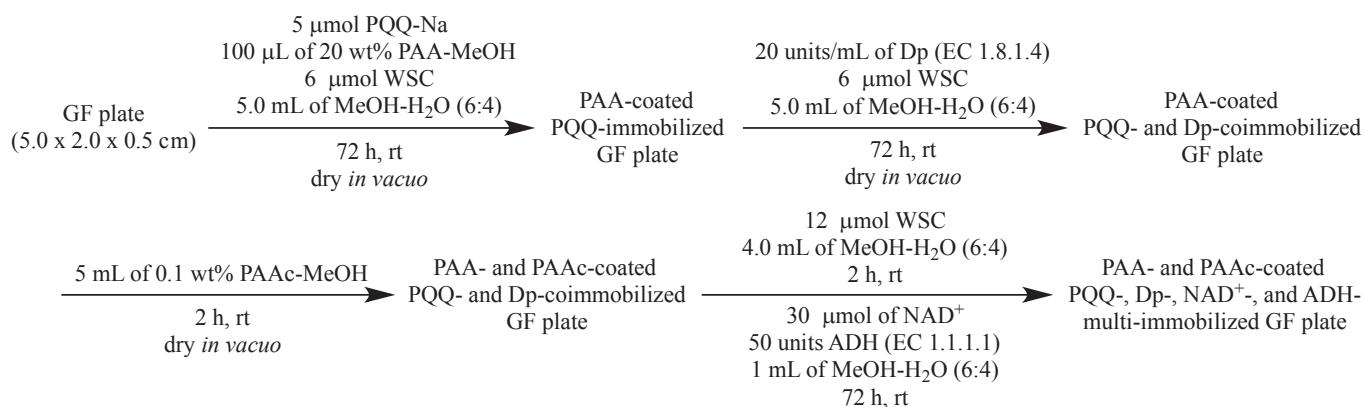 GF plate
(5.0 x 2.0 x 0.5 cm)
5 μmol PQQ-Na
100 μL of 20 wt% PAA-MeOH
6 μmol WSC
5.0 mL of MeOH-H₂O (6:4)
72 h, rt
dry in vacuo
PAA-coated
PQQ-immobilized
GF plate
20 units/mL of Dp (EC 1.8.1.4)
6 μmol WSC
5.0 mL of MeOH-H₂O (6:4)
72 h, rt
dry in vacuo
PAA-coated
PQQ- and Dp-coimmobilized
GF plate
5 mL of 0.1 wt% PAAc-MeOH
2 h, rt
dry in vacuo
PAA- and PAAc-coated
PQQ- and Dp-coimmobilized
GF plate
12 μmol WSC
4.0 mL of MeOH-H₂O (6:4)
2 h, rt
30 μmol of NAD⁺
50 units ADH (EC 1.1.1.1)
1 mL of MeOH-H₂O (6:4)
72 h, rt
PAA- and PAAc-coated
PQQ-, Dp-, NAD⁺-, and ADH-
multi-immobilized GF plate